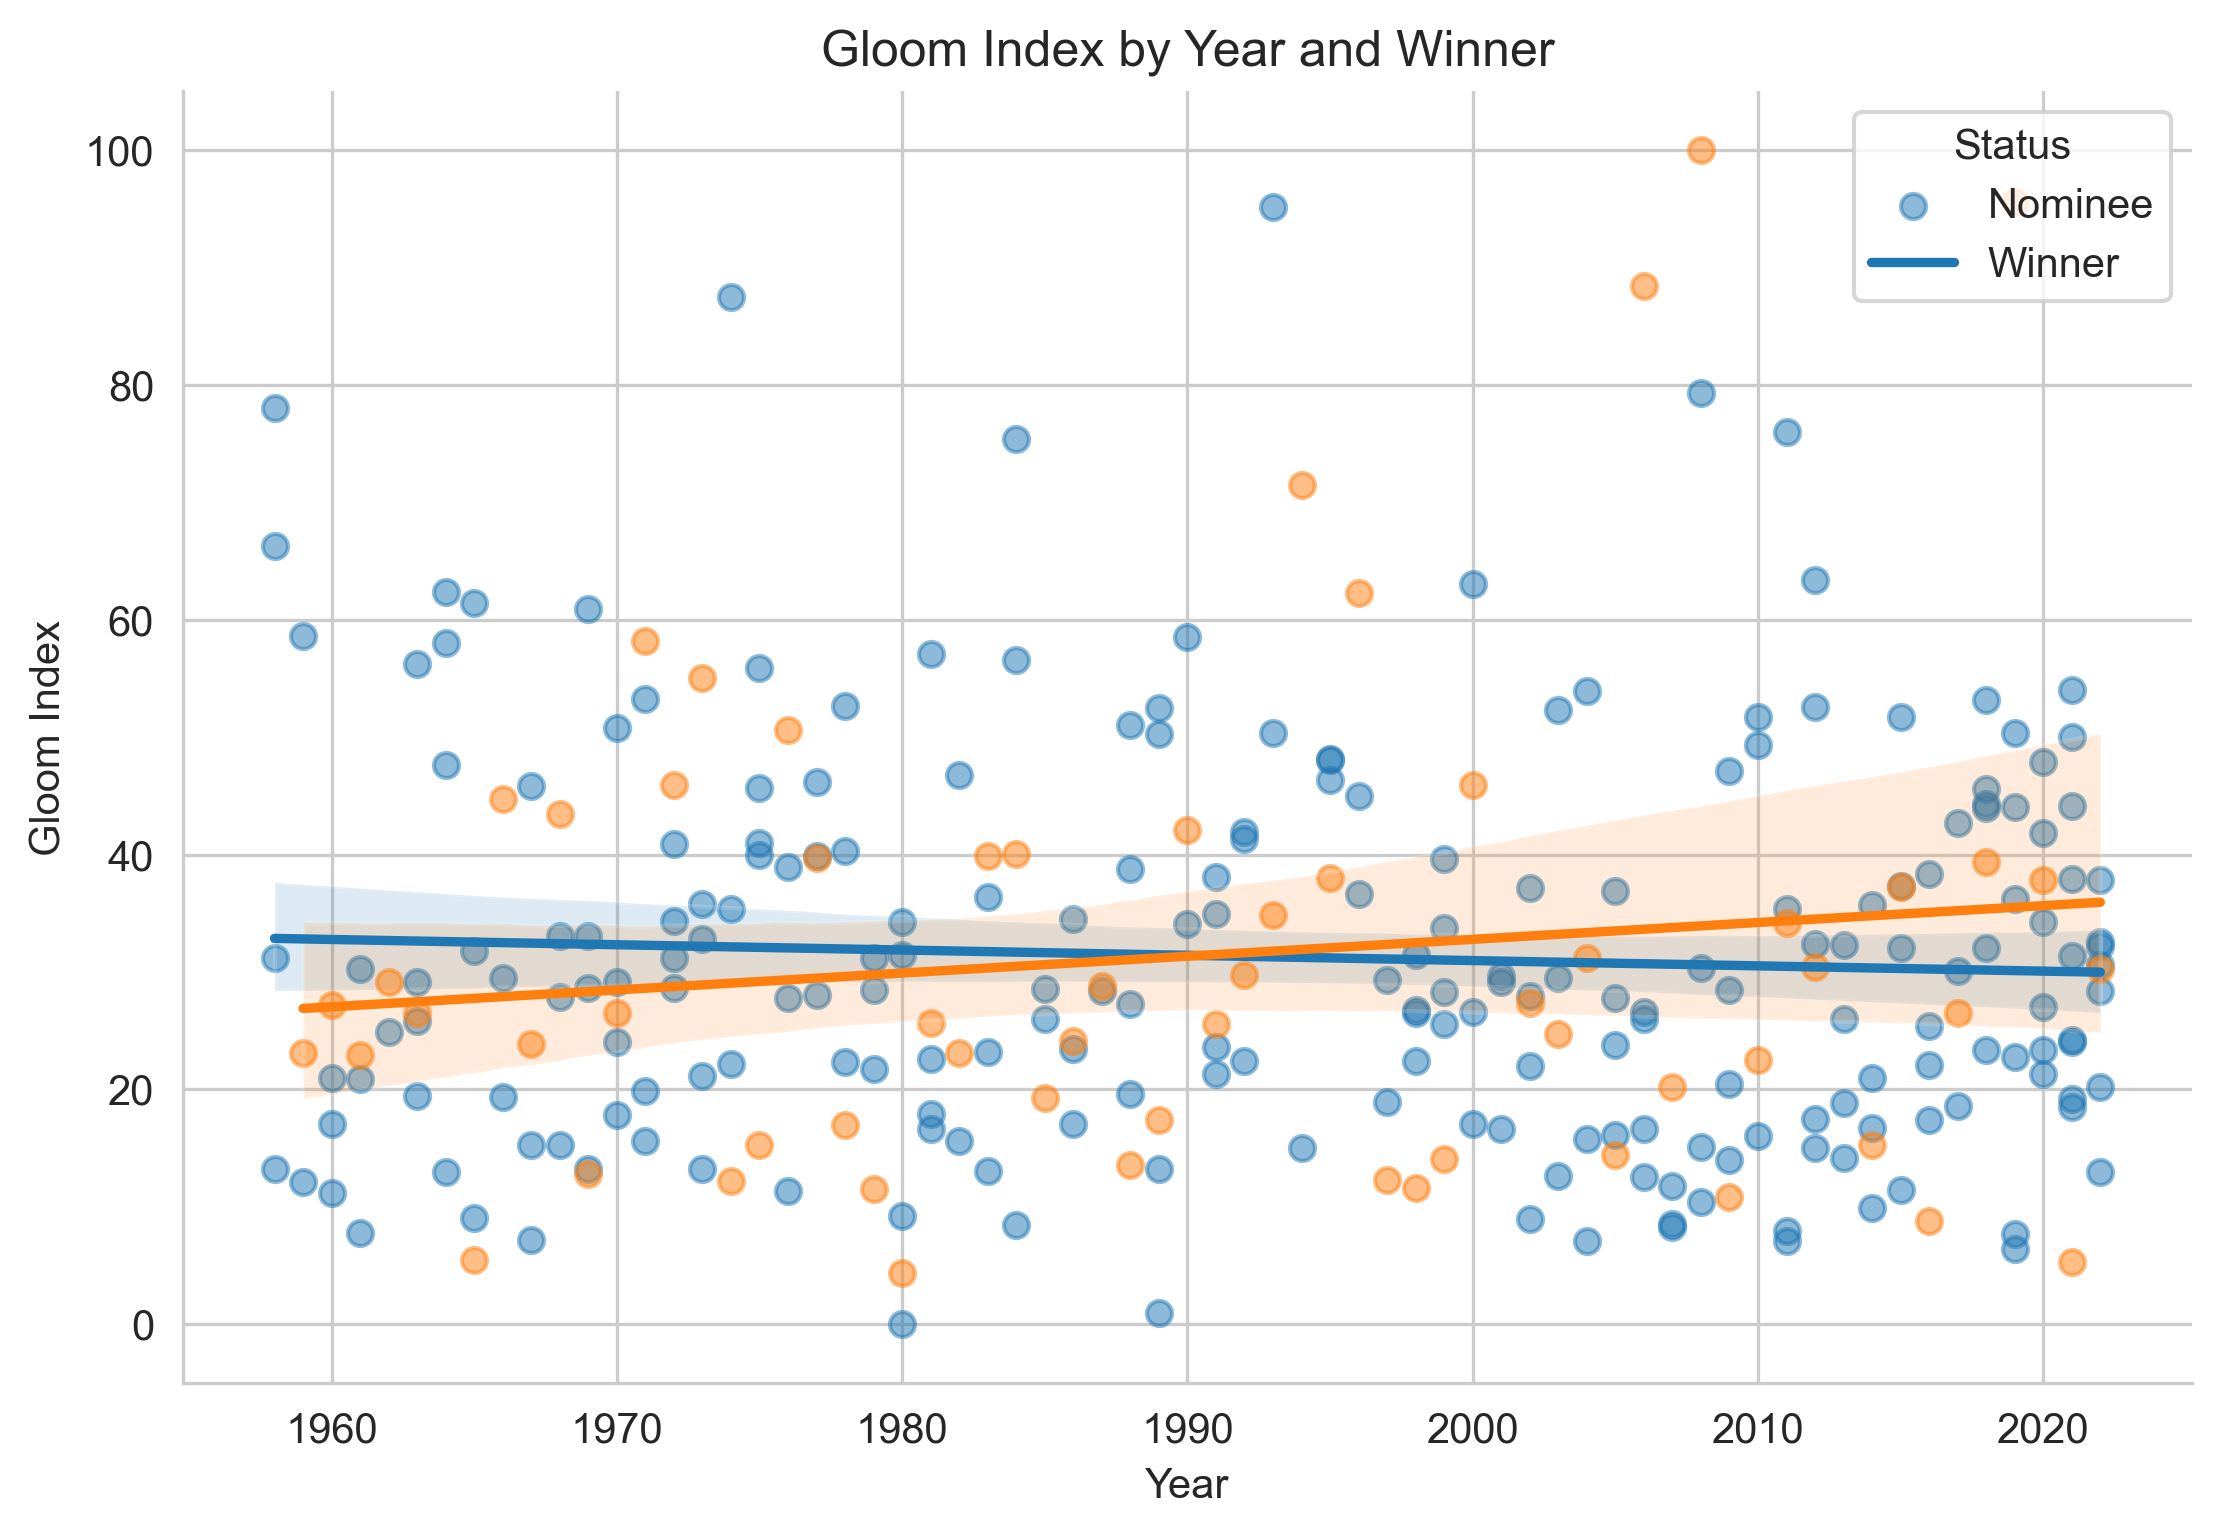 Gloom Index by Year and Winner
Status
Nominee
Winner
100
80
60
40
20
0
Gloom Index
1960 1970 1980 1990 2000 2010 2020
Year